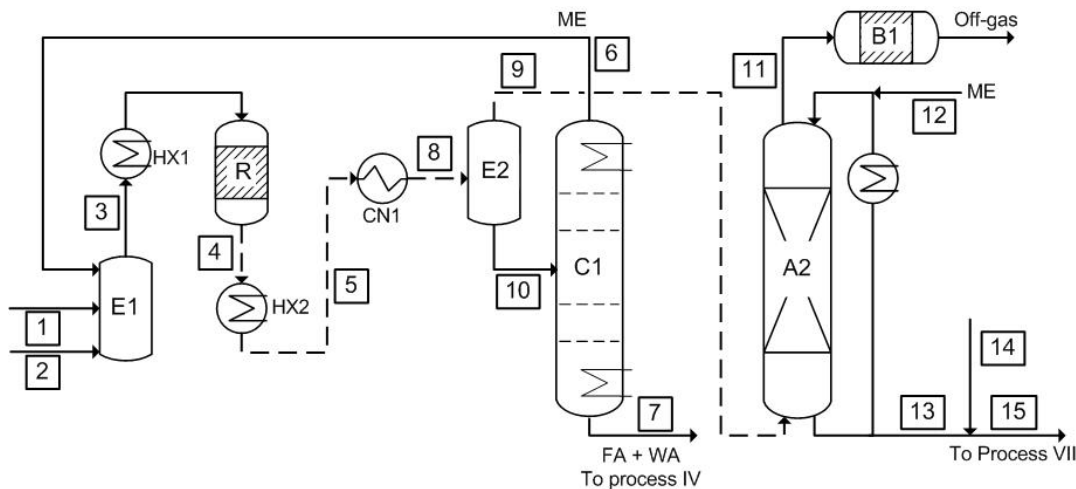 ME
Off-gas
B1
6
9
11
ME
12
HX1
R
8
E2
CN1
3
4
5
10
C1
A2
E1
HX2
1
2
14
7
13
15
FA + WA
To process IV
To Process VII